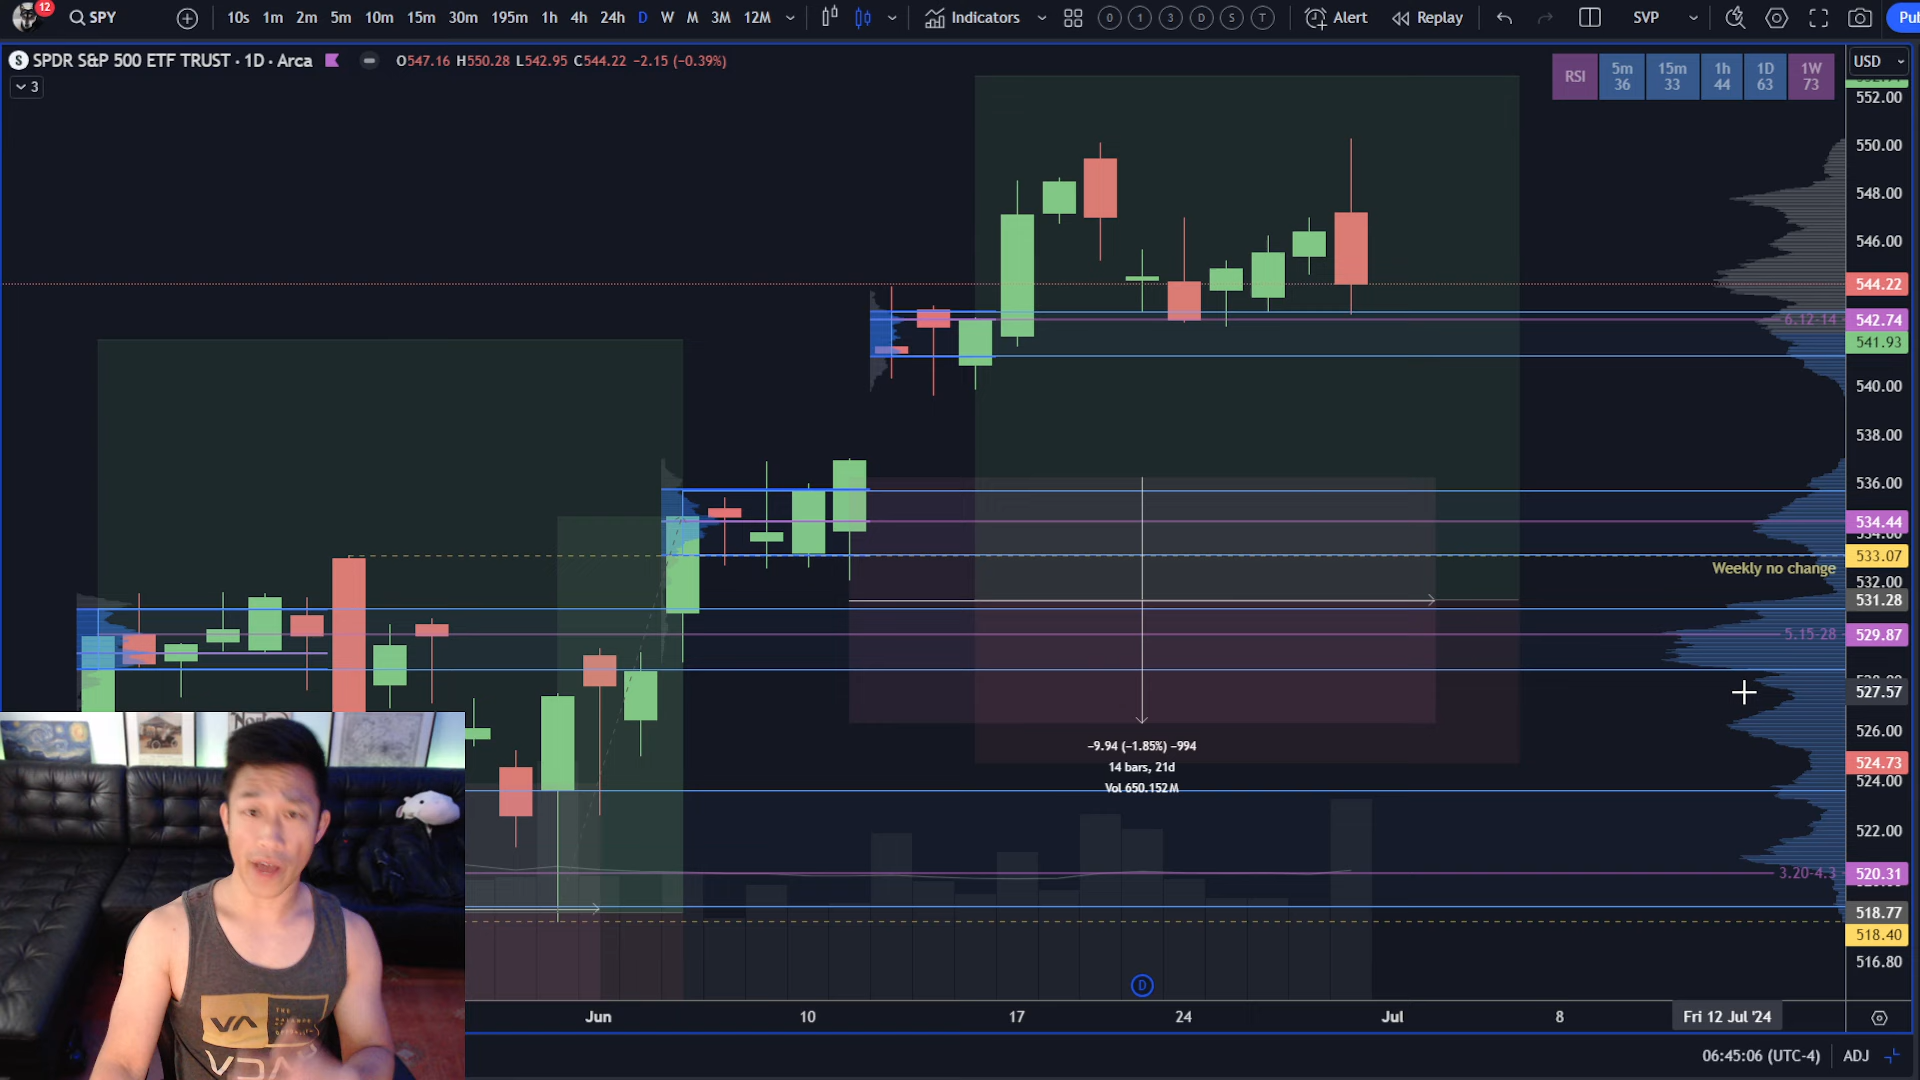 12
SPY
10s 1m 2m 5m 10m 15m 30m 195m 1h 4h 24h D W M 3M 12M
Indicators
0 1 3 D S T
Alert
Replay
SVP
Pub
S SPDR S&P 500 ETF TRUST · 1D · Arca
O547.16 H550.28 L542.95 C544.22 −2.15 (−0.39%)
3
RSI
5m
36
15m
33
1h
44
1D
63
1W
73
USD
552.00
550.00
548.00
546.00
544.22
6.12-14 542.74
541.93
540.00
538.00
536.00
534.44
534.00
533.07
Weekly no change
532.00
531.28
5.15-28 529.87
527.57
526.00
524.73
524.00
522.00
3.20-4.3 520.31
518.77
518.40
516.80
−9.94 (−1.85%) −994
14 bars, 21d
Vol 650.152M
D
Jun 10 17 24 Jul 8 Fri 12 Jul '24
06:45:06 (UTC-4) ADJ
VA
THE